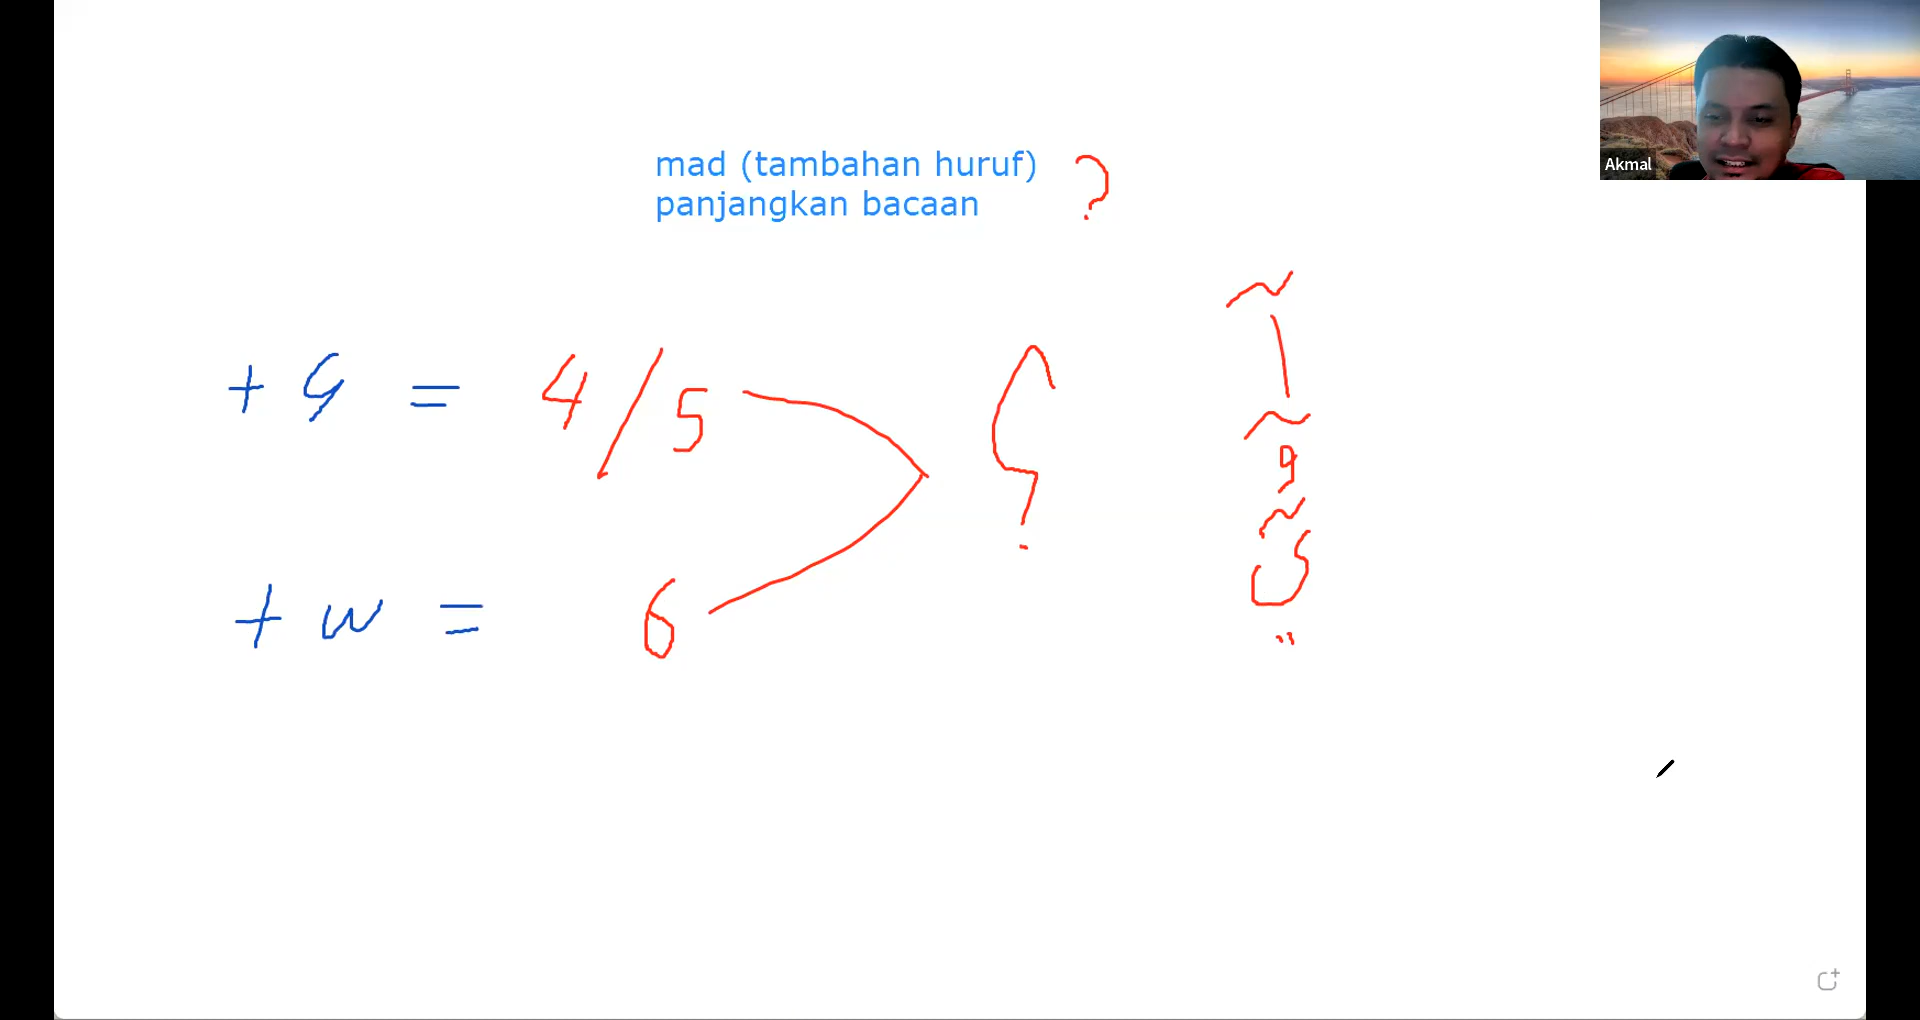 Akmal
mad (tambahan huruf) ?
panjangkan bacaan
+ ء = 4/5
+ w = 6
?
~
ا
~
و
~
ي